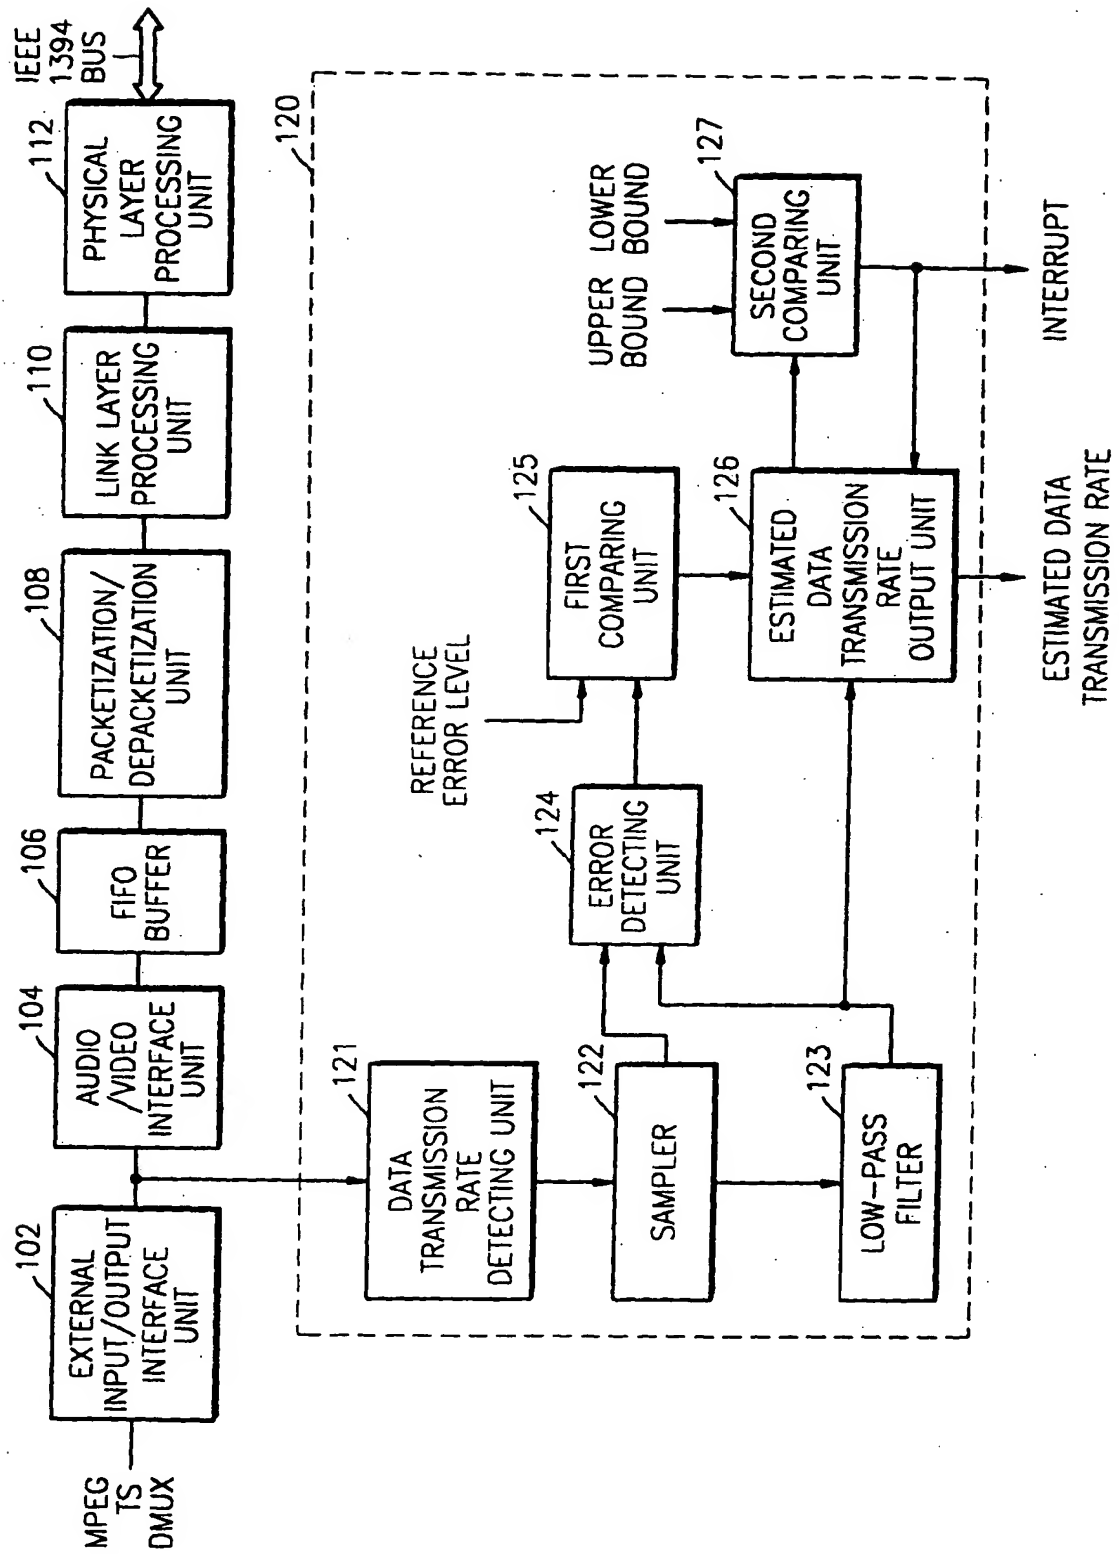 MPEG
TS
DMUX
102
EXTERNAL
INPUT/OUTPUT
INTERFACE
UNIT
104
AUDIO
/VIDEO
INTERFACE
UNIT
106
FIFO
BUFFER
108
PACKETIZATION/
DEPACKETIZATION
UNIT
110
LINK LAYER
PROCESSING
UNIT
112
PHYSICAL
LAYER
PROCESSING
UNIT
IEEE
1394
BUS
120
121
DATA
TRANSMISSION
RATE
DETECTING UNIT
122
SAMPLER
123
LOW-PASS
FILTER
124
ERROR
DETECTING
UNIT
REFERENCE
ERROR LEVEL
125
FIRST
COMPARING
UNIT
126
ESTIMATED
DATA
TRANSMISSION
RATE
OUTPUT UNIT
UPPER
BOUND
LOWER
BOUND
127
SECOND
COMPARING
UNIT
ESTIMATED DATA
TRANSMISSION RATE
INTERRUPT